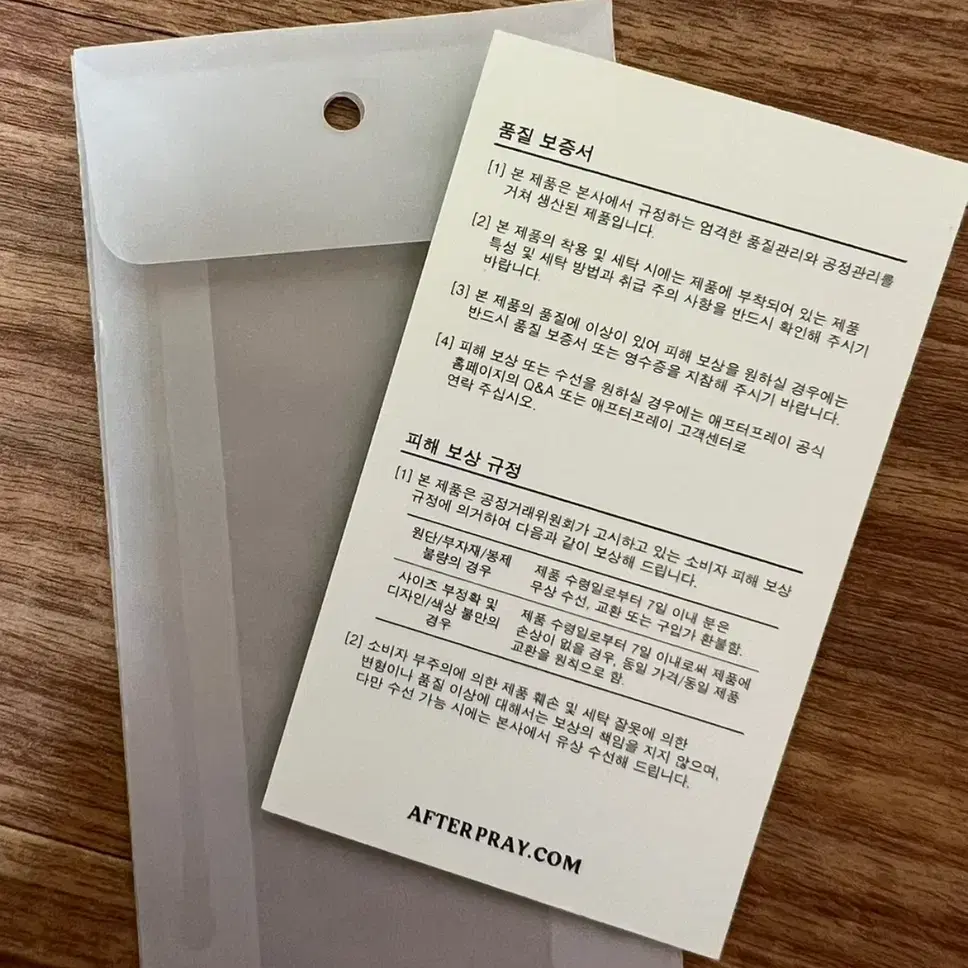 품질 보증서
[1] 본 제품은 본사에서 규정하는 엄격한 품질관리와 공정관리를
거쳐 생산된 제품입니다.
[2] 본 제품의 착용 및 세탁 시에는 제품에 부착되어 있는 제품
특성 및 세탁 방법과 취급 주의 사항을 반드시 확인해 주시기
바랍니다.
[3] 본 제품의 품질에 이상이 있어 피해 보상을 원하실 경우에는
반드시 품질 보증서 또는 영수증을 지참해 주시기 바랍니다.
[4] 피해 보상 또는 수선을 원하실 경우에는 애프터프레이 공식
홈페이지의 Q&A 또는 애프터프레이 고객센터로
연락 주십시오.
피해 보상 규정
[1] 본 제품은 공정거래위원회가 고시하고 있는 소비자 피해 보상
규정에 의거하여 다음과 같이 보상해 드립니다.
원단/부자재/봉제
불량의 경우
제품 수령일로부터 7일 이내 분은
무상 수선, 교환 또는 구입가 환불함.
사이즈 부정확 및
디자인/색상 불만의
경우
제품 수령일로부터 7일 이내로써 제품에
손상이 없을 경우, 동일 가격/동일 제품
교환을 원칙으로 함.
[2] 소비자 부주의에 의한 제품 훼손 및 세탁 잘못에 의한
변형이나 품질 이상에 대해서는 보상의 책임을 지지 않으며,
다만 수선 가능 시에는 본사에서 유상 수선해 드립니다.
AFTERPRAY.COM